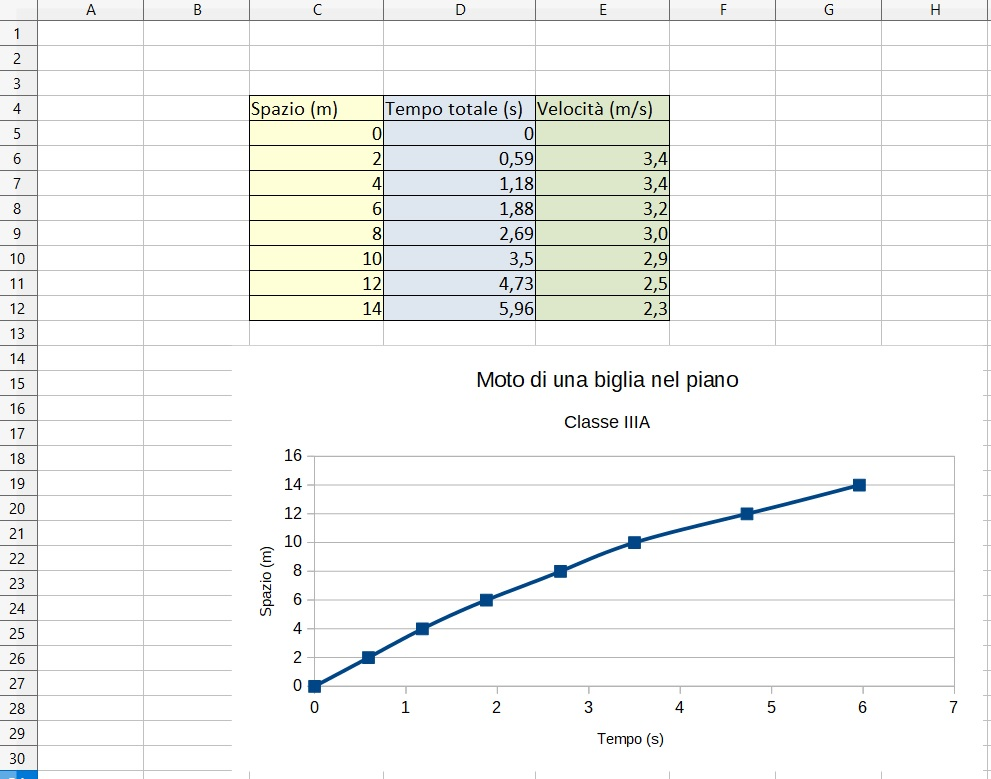 A B C D E F G H
1
2
3
4 Spazio (m) Tempo totale (s) Velocità (m/s)
5 0 0
6 2 0,59 3,4
7 4 1,18 3,4
8 6 1,88 3,2
9 8 2,69 3,0
10 10 3,5 2,9
11 12 4,73 2,5
12 14 5,96 2,3
13
14
15
16
17
18
19
20
21
22
23
24
25
26
27
28
29
30
Moto di una biglia nel piano
Classe IIIA
16
14
12
10
8
6
4
2
0
Spazio (m)
0 1 2 3 4 5 6 7
Tempo (s)